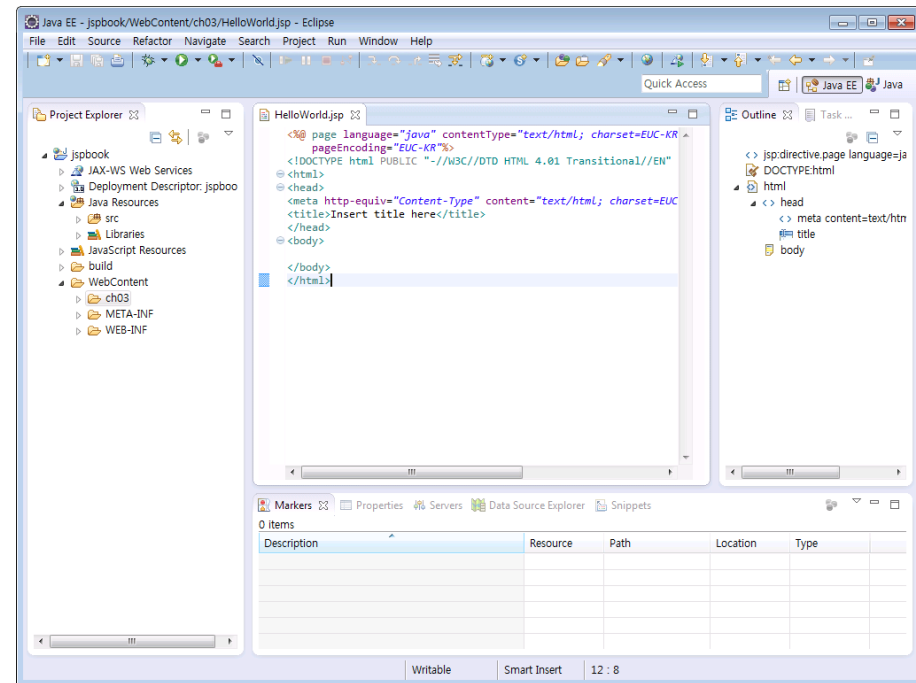 Java EE - jspbook/WebContent/ch03/HelloWorld.jsp - Eclipse
File Edit Source Refactor Navigate Search Project Run Window Help
Quick Access
Java EE
Java
Project Explorer
jspbook
JAX-WS Web Services
Deployment Descriptor: jspboo
Java Resources
src
Libraries
JavaScript Resources
build
WebContent
ch03
META-INF
WEB-INF
HelloWorld.jsp
<%@ page language="java" contentType="text/html; charset=EUC-KR
pageEncoding="EUC-KR"%>
<!DOCTYPE html PUBLIC "-//W3C//DTD HTML 4.01 Transitional//EN"
<html>
<head>
<meta http-equiv="Content-Type" content="text/html; charset=EUC
<title>Insert title here</title>
</head>
<body>
</body>
</html>
Outline
Task ...
jsp:directive.page language=ja
DOCTYPE:html
html
head
meta content=text/htm
title
body
Markers Properties Servers Data Source Explorer Snippets
0 items
Description Resource Path Location Type
Writable Smart Insert 12 : 8